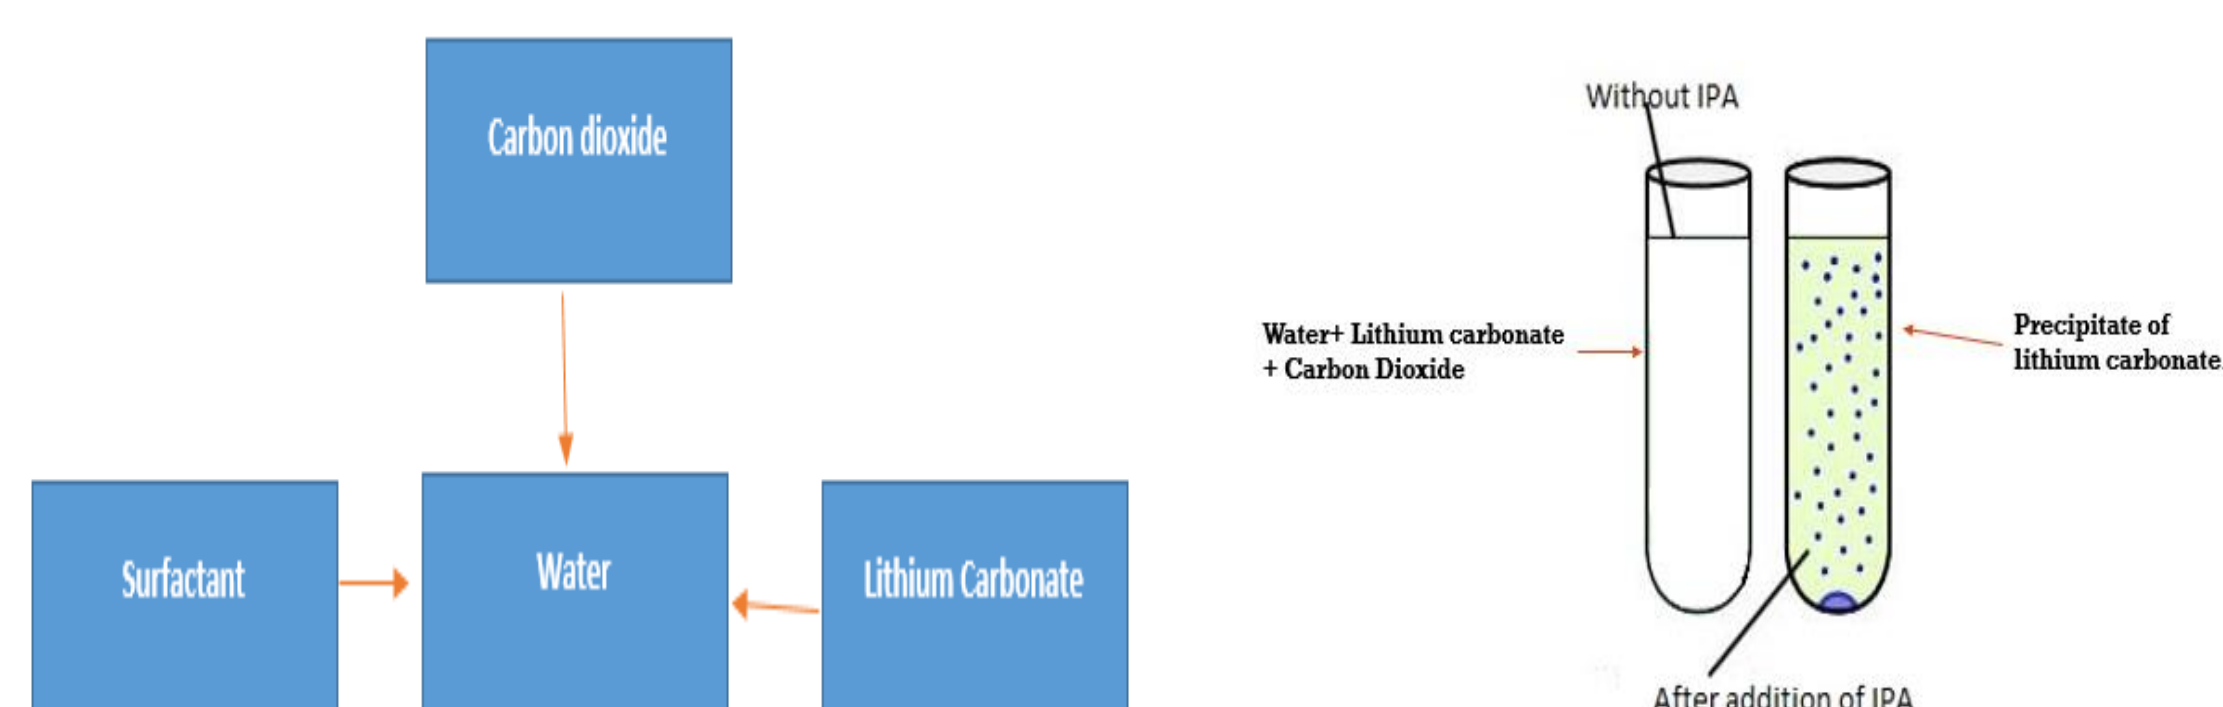 Carbon dioxide
Surfactant
Water
Lithium Carbonate
Without IPA
Water+ Lithium carbonate
+ Carbon Dioxide
Precipitate of
lithium carbonate.
After addition of IPA